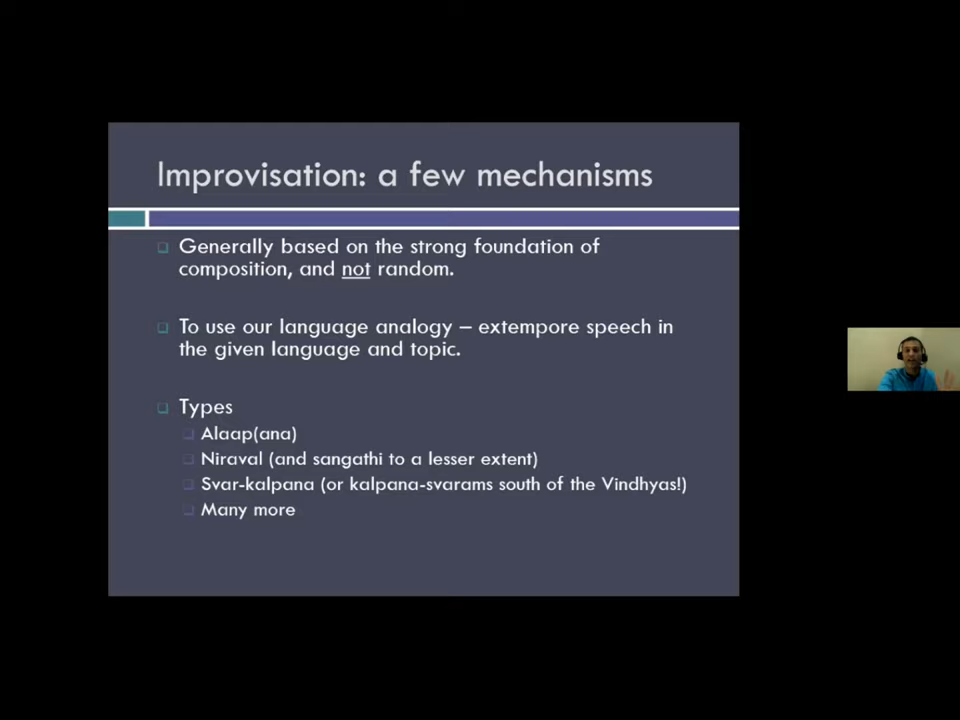 Improvisation: a few mechanisms
Generally based on the strong foundation of
composition, and not random.
To use our language analogy – extempore speech in
the given language and topic.
Types
Alaap(ana)
Niraval (and sangathi to a lesser extent)
Svar-kalpana (or kalpana-svarams south of the Vindhyas!)
Many more